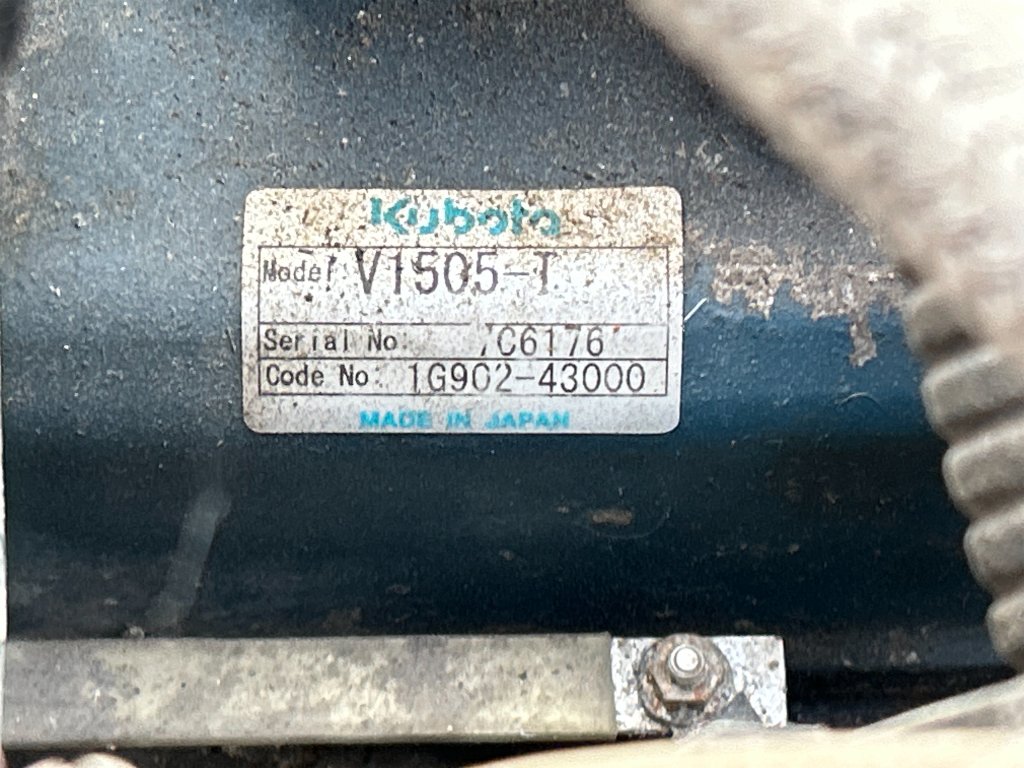 Kubota
Model V1505-T
Serial No. 7C6176
Code No. 1G902-43000
MADE IN JAPAN